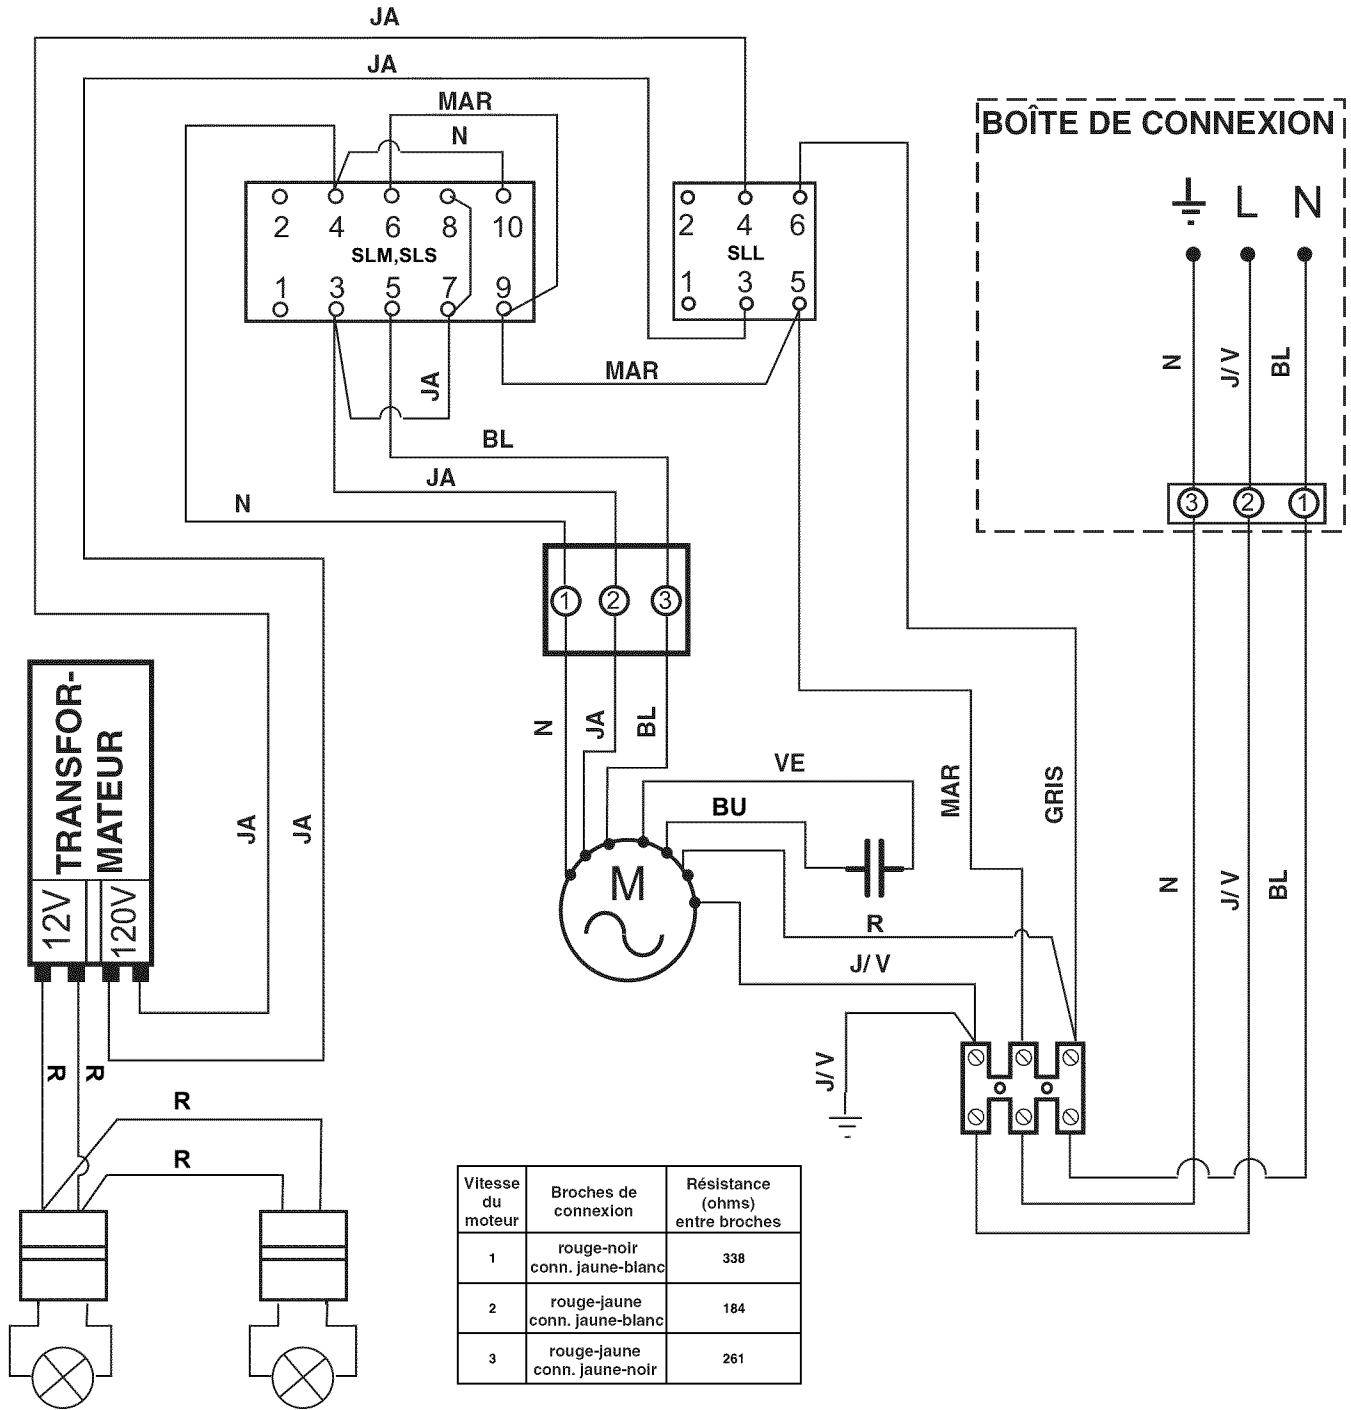 JA
JA
MAR
N
BOÎTE DE CONNEXION
L N
2 4 6 8 10
SLM,SLS
1 3 5 7 9
2 4 6
SLL
1 3 5
MAR
JA
BL
JA
N
N
J/V
BL
3 2 1
1 2 3
N
JA
BL
TRANSFOR-
MATEUR
12V
120V
JA
JA
VE
BU
M
R
J/V
MAR
GRIS
N
J/V
BL
J/V
R
R
R
R
Vitesse
du
moteur
Broches de
connexion
Résistance
(ohms)
entre broches
1
rouge-noir
conn. jaune-blanc
338
2
rouge-jaune
conn. jaune-blanc
184
3
rouge-jaune
conn. jaune-noir
261